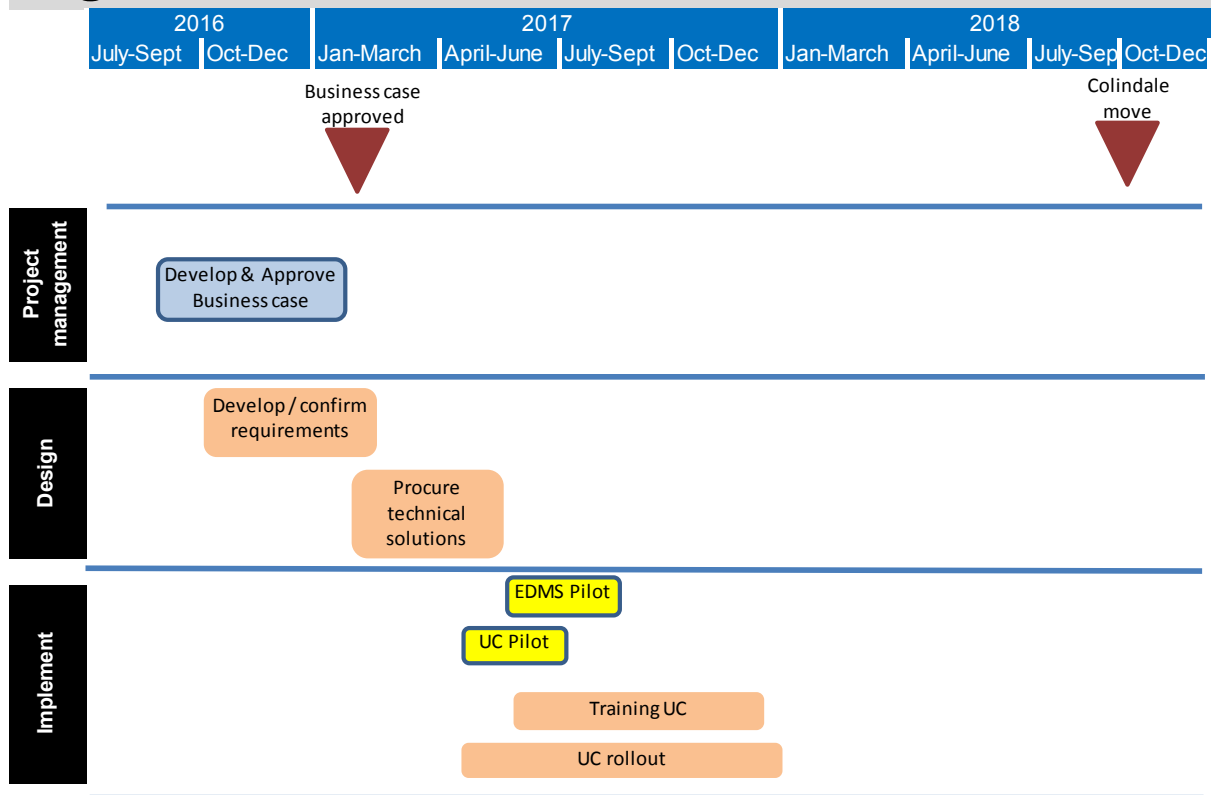 2016 2017 2018
July-Sept Oct-Dec Jan-March April-June July-Sept Oct-Dec Jan-March April-June July-Sep Oct-Dec
Business case
approved
Colindale
move
Project
management
Develop & Approve
Business case
Design
Develop / confirm
requirements
Procure
technical
solutions
Implement
EDMS Pilot
UC Pilot
Training UC
UC rollout